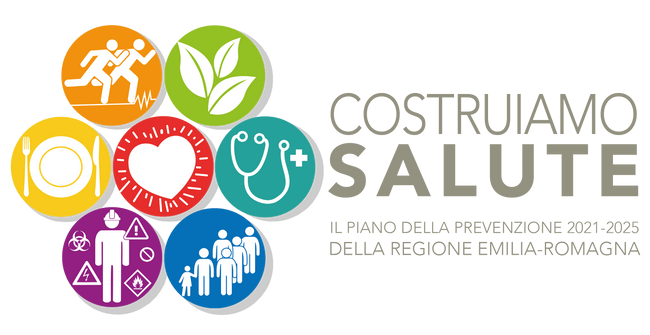 COSTRUIAMO
SALUTE
IL PIANO DELLA PREVENZIONE 2021-2025
DELLA REGIONE EMILIA-ROMAGNA